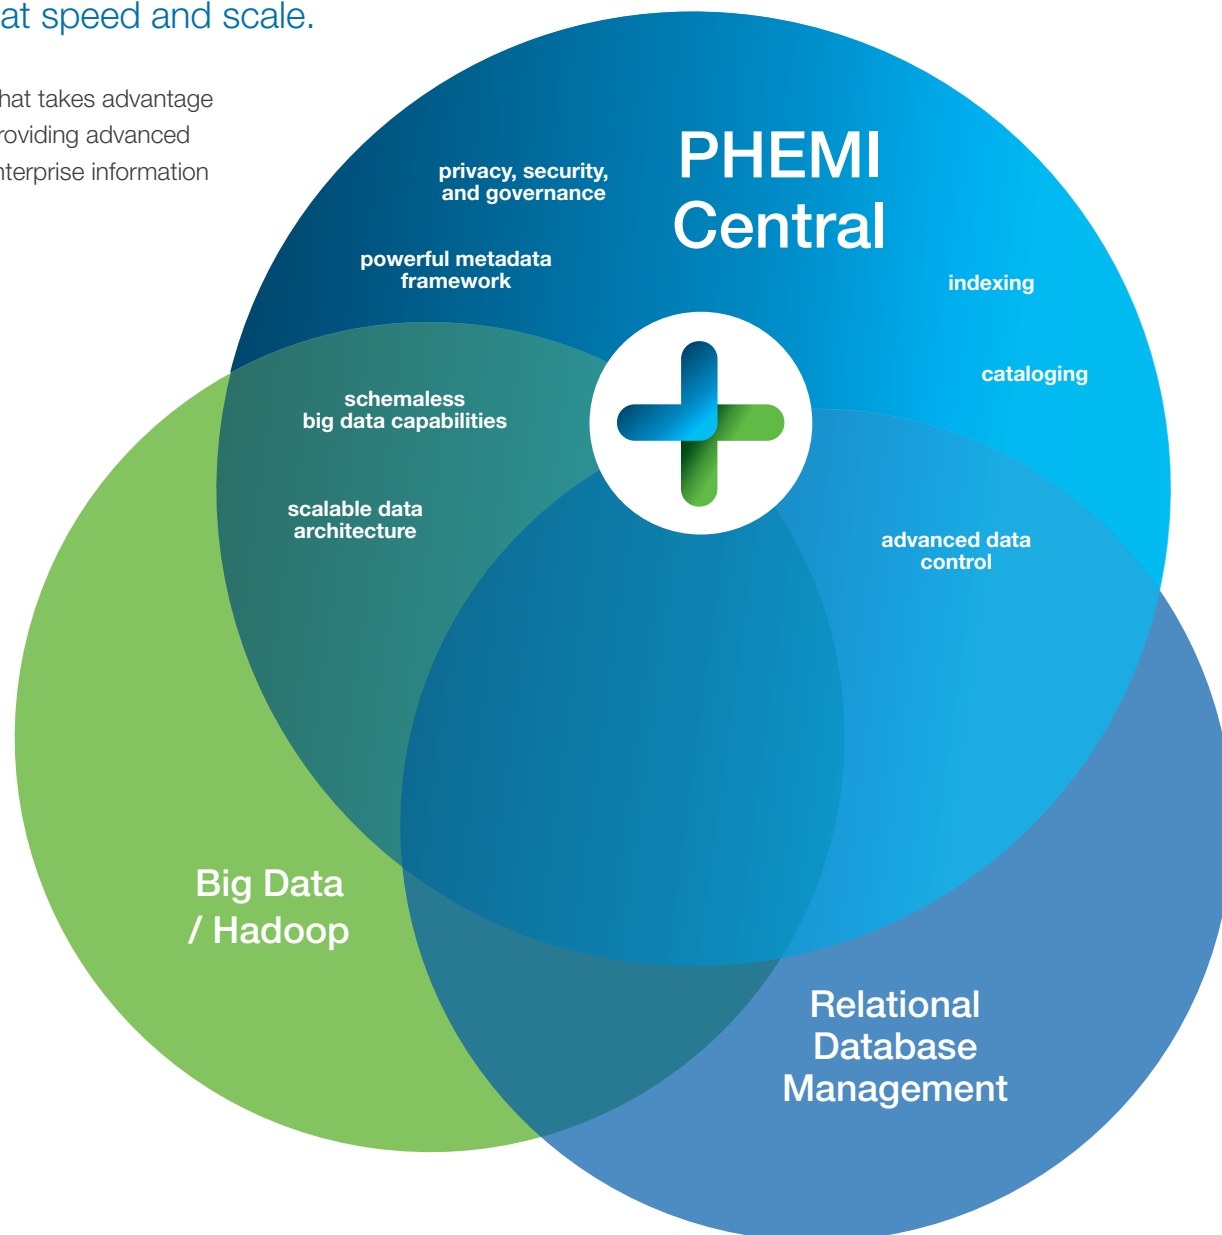 at speed and scale.
hat takes advantage
roviding advanced
nterprise information
PHEMI
Central
privacy, security,
and governance
powerful metadata
framework
indexing
cataloging
schemaless
big data capabilities
scalable data
architecture
advanced data
control
Big Data
/ Hadoop
Relational
Database
Management